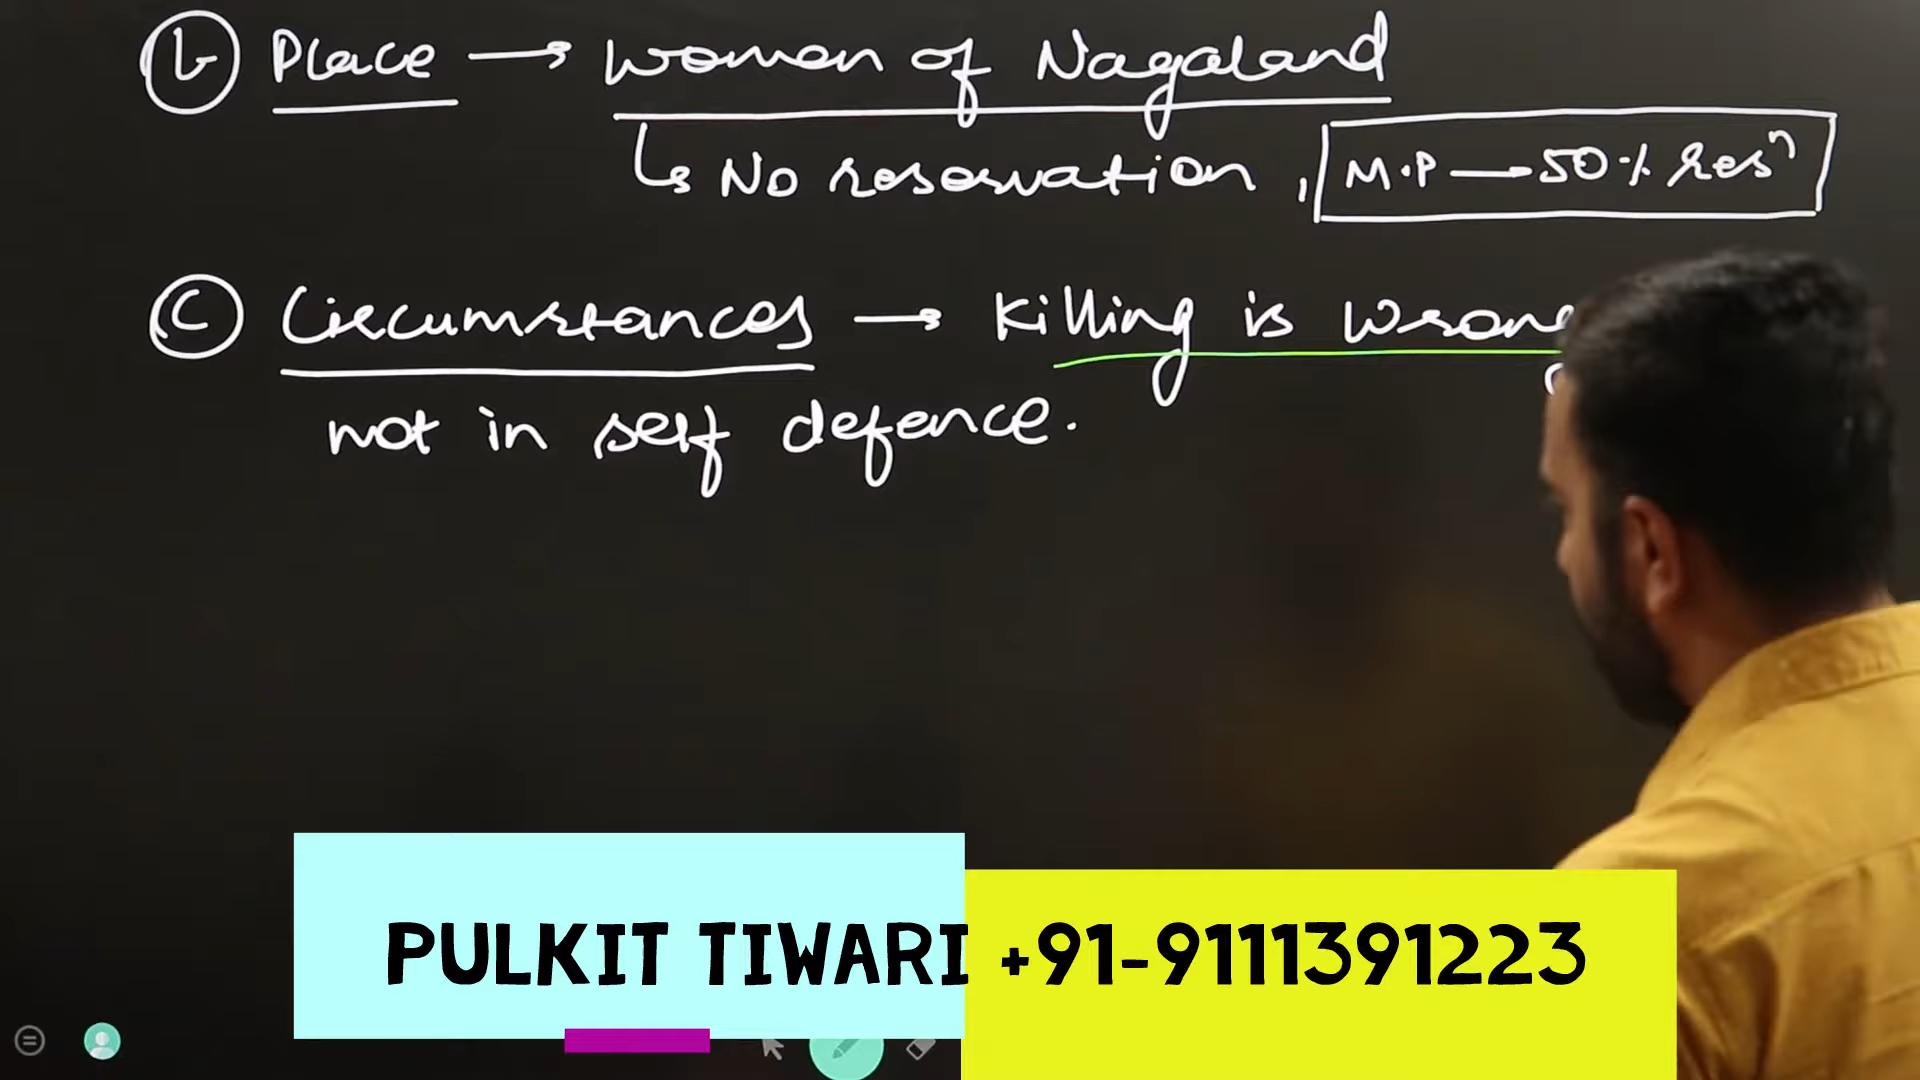 b Place → women of Nagaland
↳ No reservation, M.P → 50% resⁿ
C Circumstances → Killing is wrong
not in self defence.
PULKIT TIWARI +91-9111391223